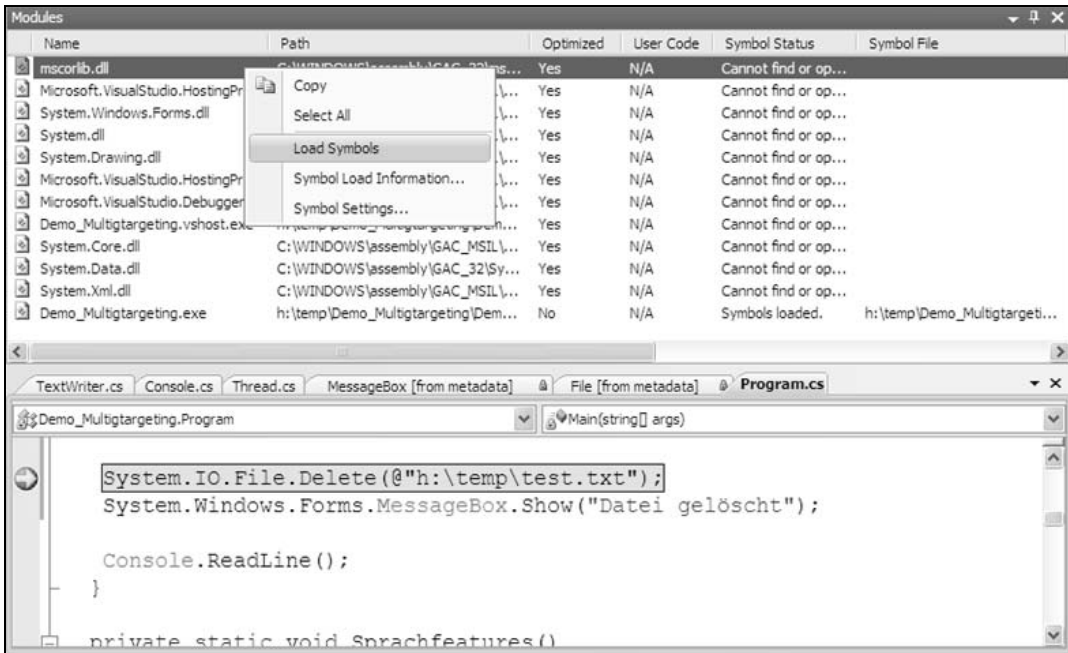 Modules
Name Path Optimized User Code Symbol Status Symbol File
mscorlib.dll C:\WINDOWS\assembly\GAC_32\ms... Yes N/A Cannot find or op...
Microsoft.VisualStudio.HostingPr .\... Yes N/A Cannot find or op...
System.Windows.Forms.dll .\... Yes N/A Cannot find or op...
System.dll .\... Yes N/A Cannot find or op...
System.Drawing.dll .\... Yes N/A Cannot find or op...
Microsoft.VisualStudio.HostingPr .\... Yes N/A Cannot find or op...
Microsoft.VisualStudio.Debugger .\... Yes N/A Cannot find or op...
Demo_Multigtargeting.vshost.exe h:\temp\Demo_Multigtargeting\Dem... Yes N/A Cannot find or op...
System.Core.dll C:\WINDOWS\assembly\GAC_MSIL\... Yes N/A Cannot find or op...
System.Data.dll C:\WINDOWS\assembly\GAC_32\Sy... Yes N/A Cannot find or op...
System.Xml.dll C:\WINDOWS\assembly\GAC_MSIL\... Yes N/A Cannot find or op...
Demo_Multigtargeting.exe h:\temp\Demo_Multigtargeting\Dem... No N/A Symbols loaded. h:\temp\Demo_Multigtargeti...
Copy
Select All
Load Symbols
Symbol Load Information...
Symbol Settings...
TextWriter.cs Console.cs Thread.cs MessageBox [from metadata] File [from metadata] Program.cs
Demo_Multigtargeting.Program Main(string[] args)
System.IO.File.Delete(@"h:\temp\test.txt");
System.Windows.Forms.MessageBox.Show("Datei gelöscht");
Console.ReadLine();
}
private static void Sprachfeatures()